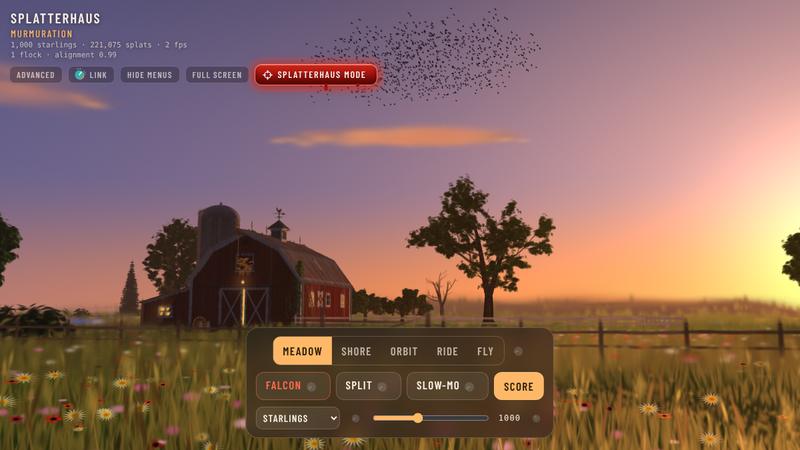 SPLATTERHAUS
MURMURATION
1,000 starlings · 221,075 splats · 2 fps
1 flock · alignment 0.99
ADVANCED LINK HIDE MENUS FULL SCREEN SPLATTERHAUS MODE
MEADOW SHORE ORBIT RIDE FLY
FALCON SPLIT SLOW-MO SCORE
STARLINGS 1000